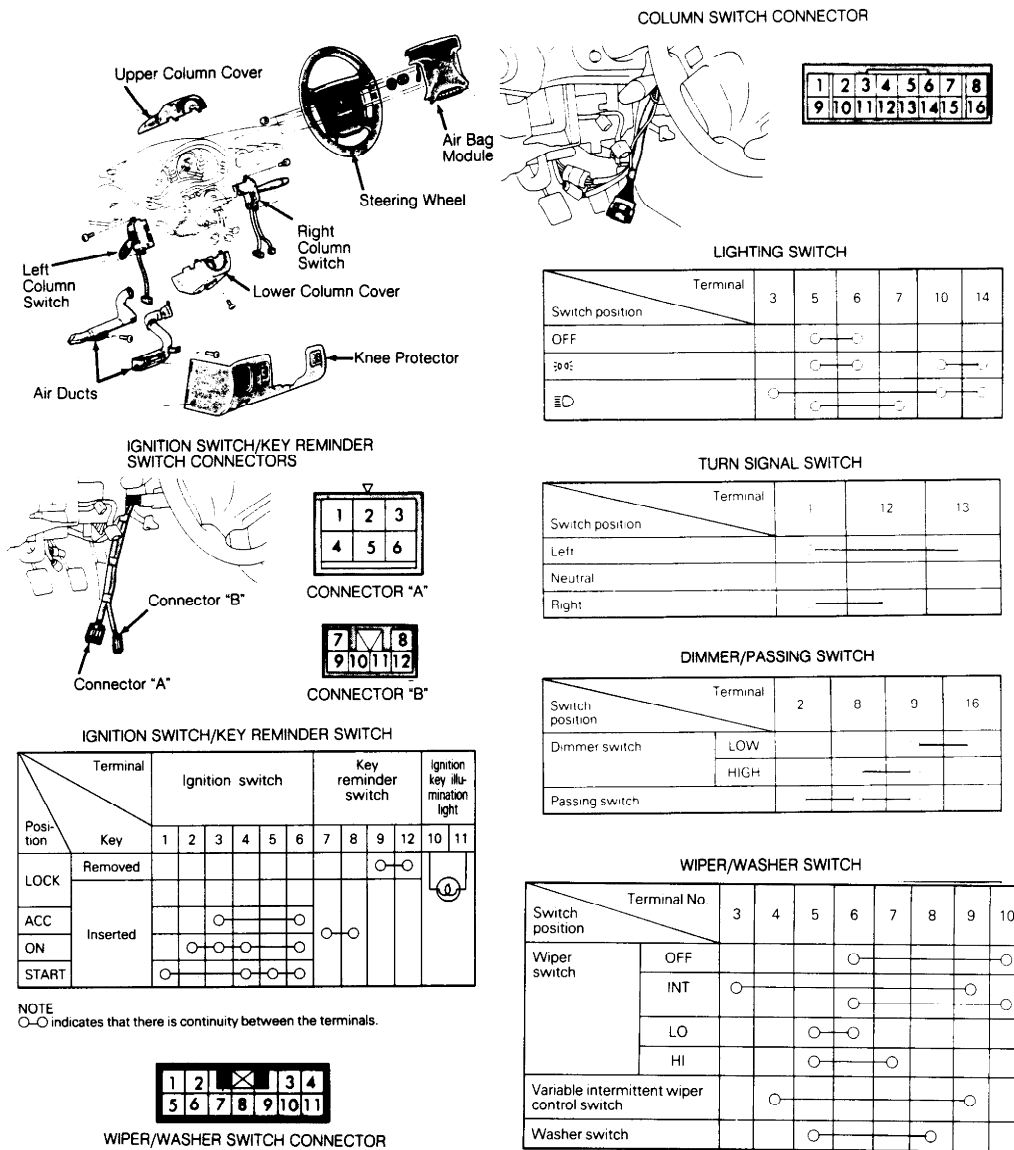 COLUMN SWITCH CONNECTOR
Upper Column Cover
Air Bag
Module
Steering Wheel
Right
Column
Switch
Left
Column
Switch
Lower Column Cover
Knee Protector
Air Ducts
1 2 3 4 5 6 7 8
9 10 11 12 13 14 15 16
LIGHTING SWITCH
Terminal
Switch position
3 5 6 7 10 14
OFF
IGNITION SWITCH/KEY REMINDER
SWITCH CONNECTORS
1 2 3
4 5 6
CONNECTOR "A"
Connector "B"
Connector "A"
7 8
9 10 11 12
CONNECTOR "B"
TURN SIGNAL SWITCH
Terminal
Switch position
1 12 13
Left
Neutral
Right
DIMMER/PASSING SWITCH
Terminal
Switch
position
2 8 9 16
Dimmer switch
LOW
HIGH
Passing switch
IGNITION SWITCH/KEY REMINDER SWITCH
Terminal
Ignition switch
Key
reminder
switch
Ignition
key illu-
mination
light
Posi-
tion
Key
1 2 3 4 5 6 7 8 9 12 10 11
LOCK
Removed
Inserted
ACC
ON
START
NOTE
O–O indicates that there is continuity between the terminals.
1 2 3 4
5 6 7 8 9 10 11
WIPER/WASHER SWITCH CONNECTOR
WIPER/WASHER SWITCH
Terminal No.
Switch
position
3 4 5 6 7 8 9 10
Wiper
switch
OFF
INT
LO
HI
Variable intermittent wiper
control switch
Washer switch